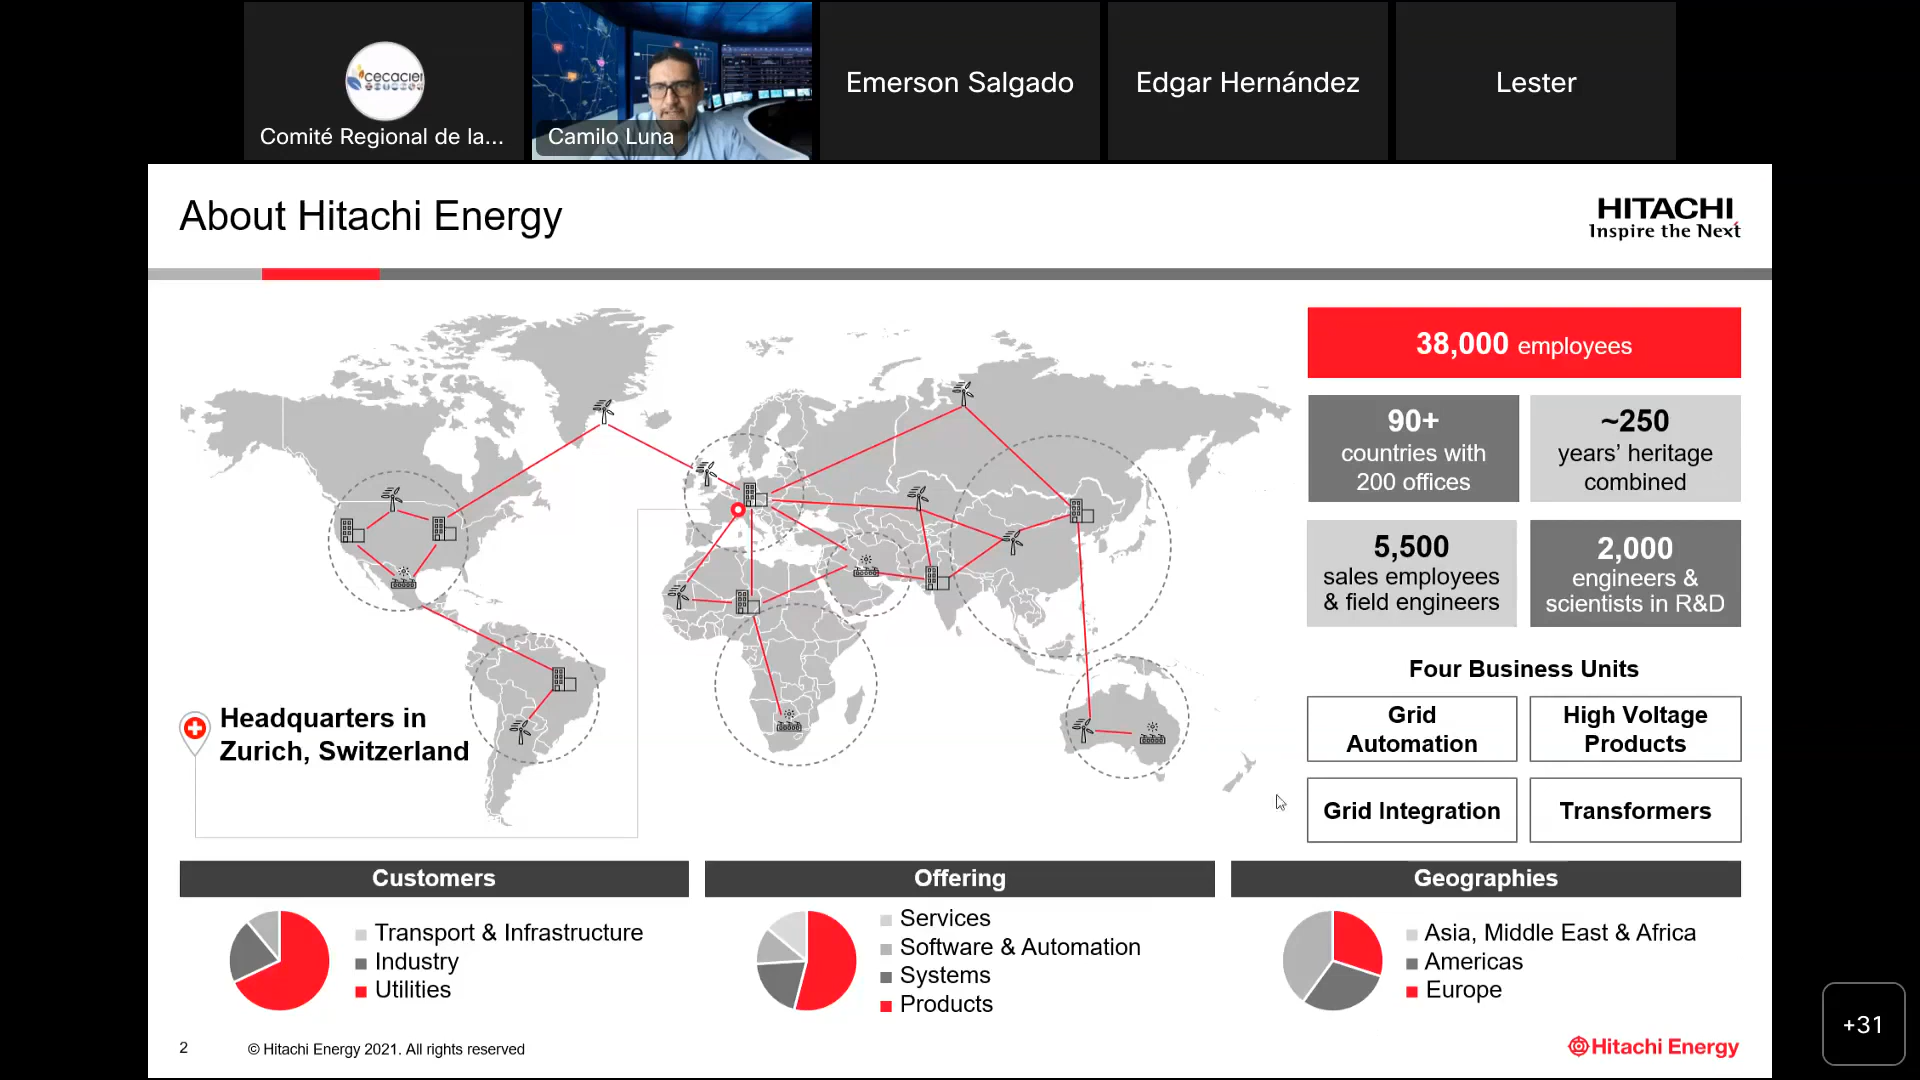 cecacier
Comité Regional de la...
Camilo Luna
Emerson Salgado
Edgar Hernández
Lester
About Hitachi Energy
HITACHI
Inspire the Next
38,000 employees
90+
countries with
200 offices
~250
years’ heritage
combined
5,500
sales employees
& field engineers
2,000
engineers &
scientists in R&D
Headquarters in
Zurich, Switzerland
Four Business Units
Grid
Automation
High Voltage
Products
Grid Integration
Transformers
Customers
Transport & Infrastructure
Industry
Utilities
Offering
Services
Software & Automation
Systems
Products
Geographies
Asia, Middle East & Africa
Americas
Europe
2
© Hitachi Energy 2021. All rights reserved
Hitachi Energy
+31